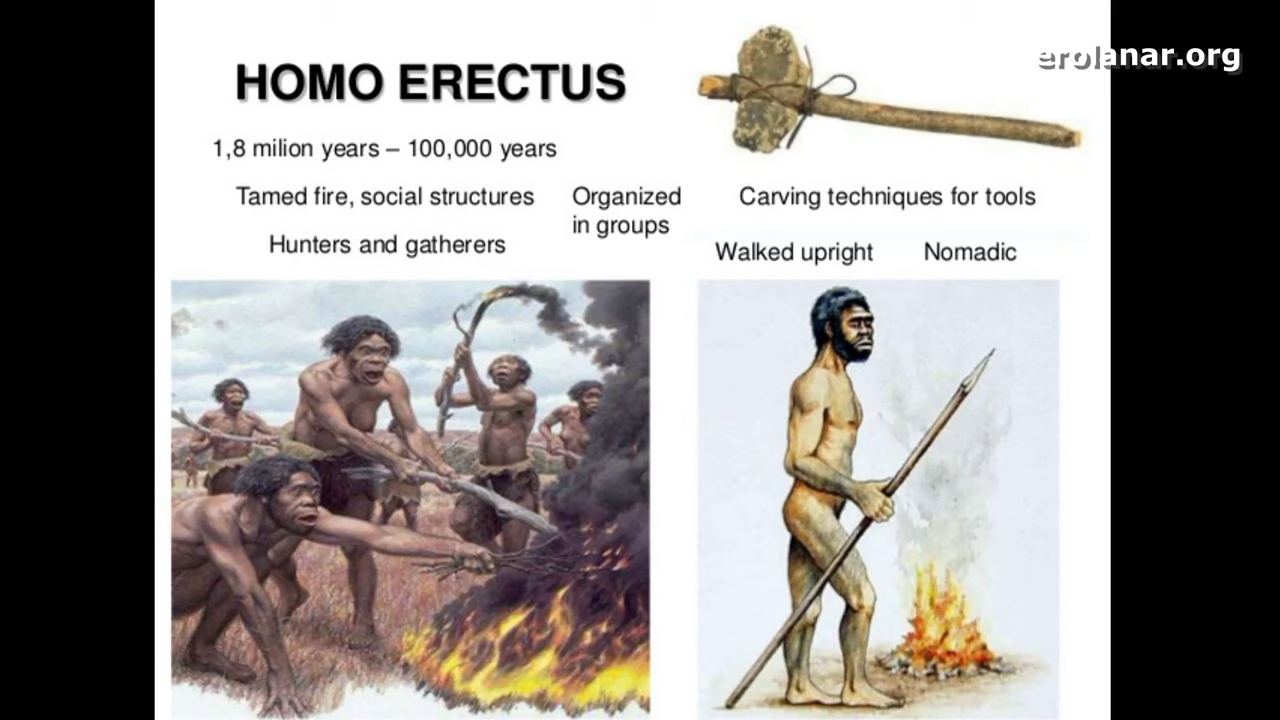 erolanar.org
HOMO ERECTUS
1,8 milion years – 100,000 years
Tamed fire, social structures
Organized
in groups
Carving techniques for tools
Hunters and gatherers
Walked upright
Nomadic